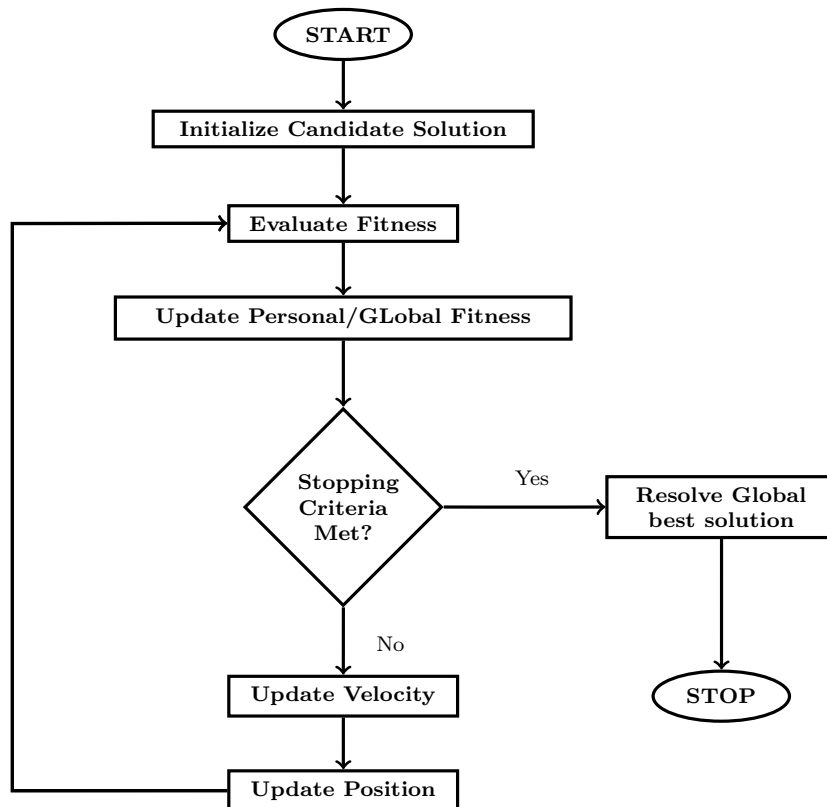 START
Initialize Candidate Solution
Evaluate Fitness
Update Personal/GLobal Fitness
Stopping
Criteria
Met?
Yes
Resolve Global
best solution
No
Update Velocity
STOP
Update Position